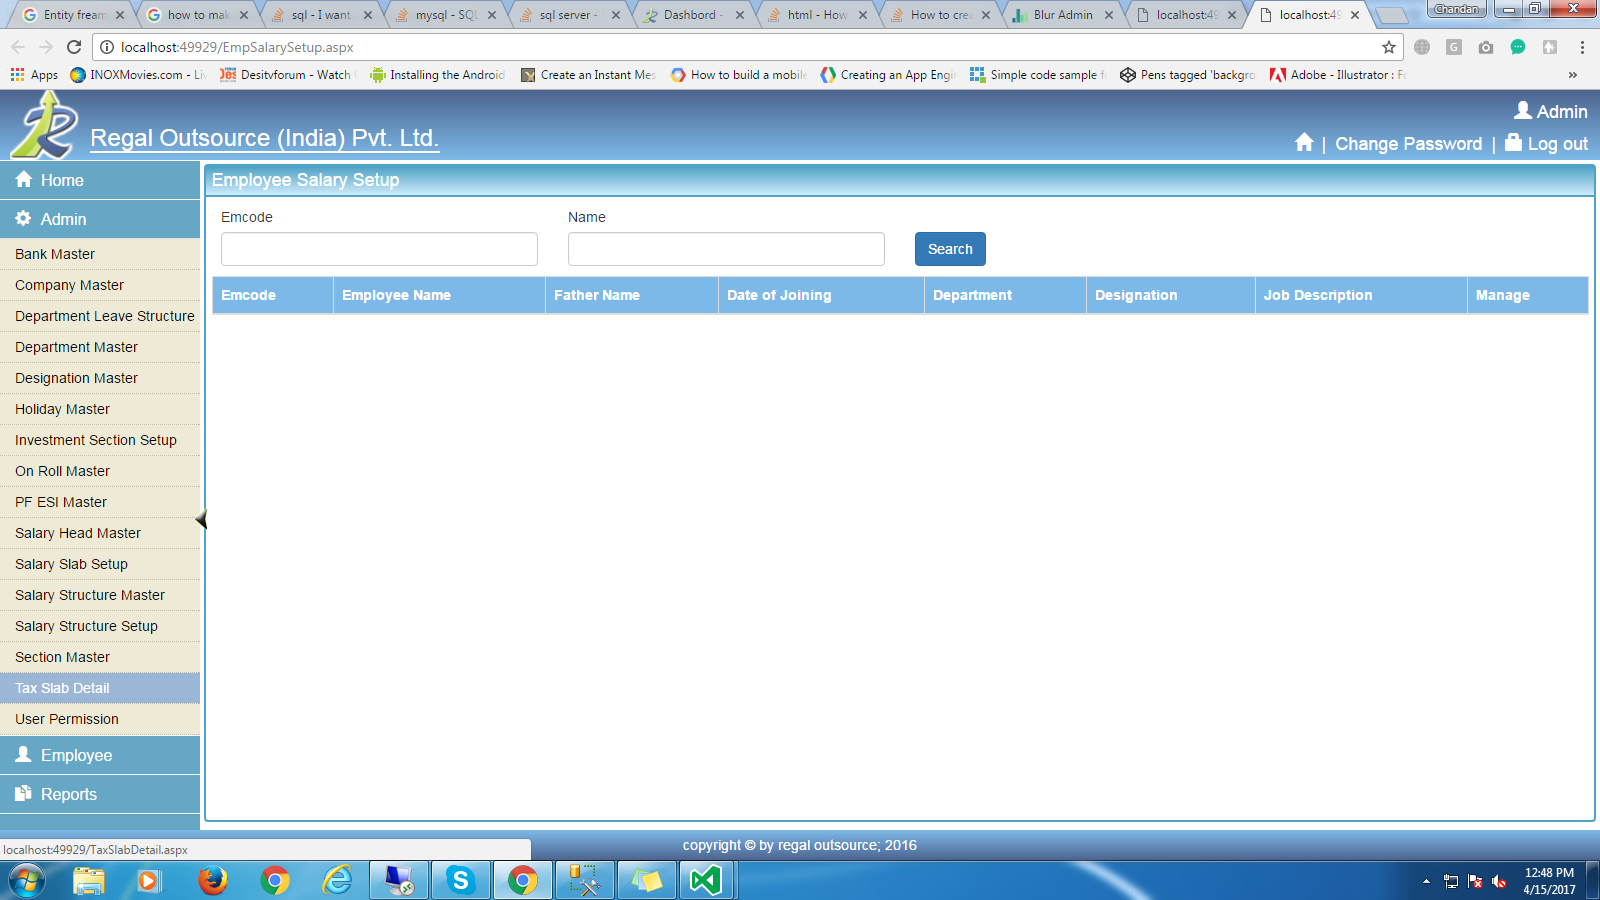 Entity fream
how to mak
sql - I want
mysql - SQL
sql server -
Dashbord -
html - How
How to crea
Blur Admin
localhost:49
localhost:49
Chandan
localhost:49929/EmpSalarySetup.aspx
Apps
INOXMovies.com - Liv
Desitvforum - Watch
Installing the Android
Create an Instant Mes
How to build a mobile
Creating an App Engi
Simple code sample f
Pens tagged 'backgro
Adobe - Illustrator : Fo
»
Regal Outsource (India) Pvt. Ltd.
Admin
| Change Password | Log out
Home
Admin
Bank Master
Company Master
Department Leave Structure
Department Master
Designation Master
Holiday Master
Investment Section Setup
On Roll Master
PF ESI Master
Salary Head Master
Salary Slab Setup
Salary Structure Master
Salary Structure Setup
Section Master
Tax Slab Detail
User Permission
Employee
Reports
Employee Salary Setup
Emcode Name
Search
Emcode Employee Name Father Name Date of Joining Department Designation Job Description Manage
localhost:49929/TaxSlabDetail.aspx
copyright © by regal outsource; 2016
12:48 PM
4/15/2017